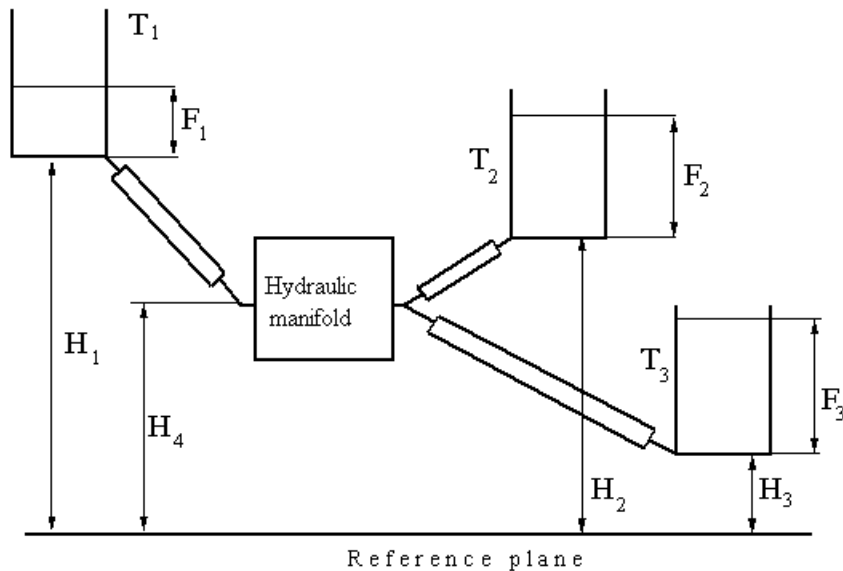 T1
F1
T2
F2
Hydraulic
manifold
T3
F3
H1
H4
H2
H3
Reference plane